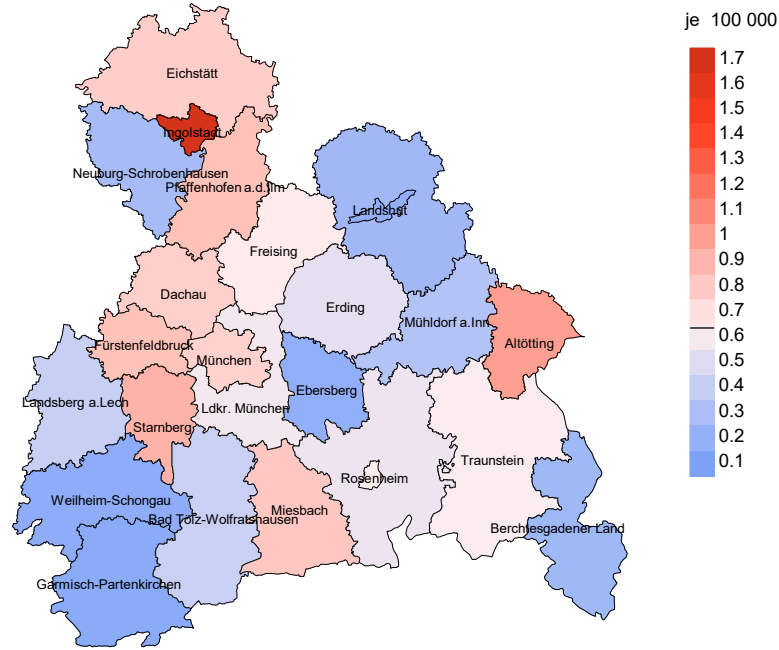 je 100 000
1.7
1.6
1.5
1.4
1.3
1.2
1.1
1
0.9
0.8
0.7
0.6
0.5
0.4
0.3
0.2
0.1
Eichstätt
Ingolstadt
Neuburg-Schrobenhausen
Pfaffenhofen a.d.Ilm
Landshut
Freising
Dachau
Erding
Mühldorf a.Inn
Altötting
Fürstenfeldbruck
München
Ebersberg
Landsberg a.Lech
Ldkr. München
Starnberg
Traunstein
Rosenheim
Weilheim-Schongau
Miesbach
Bad Tölz-Wolfratshausen
Berchtesgadener Land
Garmisch-Partenkirchen